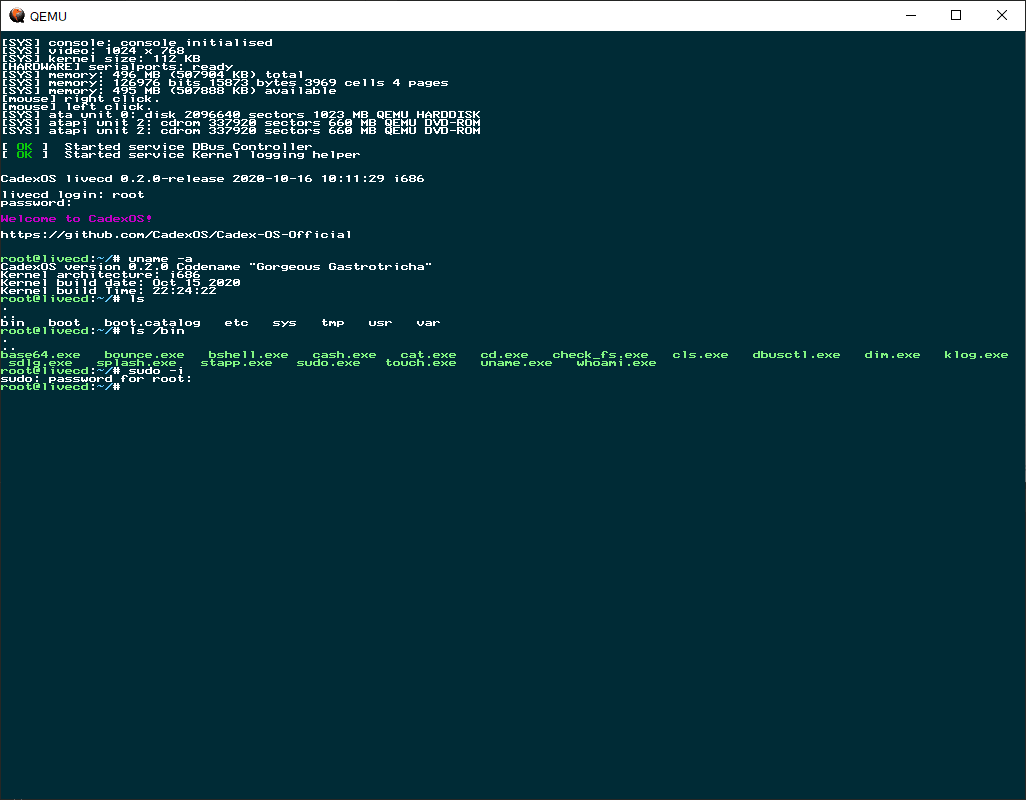 QEMU
[SYS] console: console initialised
[SYS] video: 1024 x 768
[SYS] kernel size: 112 KB
[HARDWARE] serialports: ready
[SYS] memory: 496 MB (507904 KB) total
[SYS] memory: 126976 bits 15873 bytes 3969 cells 4 pages
[SYS] memory: 495 MB (507888 KB) available
[mouse] right click.
[mouse] left click.
[SYS] ata unit 0: disk 2096640 sectors 1023 MB QEMU HARDDISK
[SYS] atapi unit 2: cdrom 337920 sectors 660 MB QEMU DVD-ROM
[SYS] atapi unit 2: cdrom 337920 sectors 660 MB QEMU DVD-ROM
[ OK ]  Started service DBus Controller
[ OK ]  Started service Kernel logging helper
CadexOS livecd 0.2.0-release 2020-10-16 10:11:29 i686
livecd login: root
password:
Welcome to CadexOS!
https://github.com/CadexOS/Cadex-OS-Official
root@livecd:~/# uname -a
CadexOS version 0.2.0 Codename "Gorgeous Gastrotricha"
Kernel architecture: i686
Kernel build date: Oct 15 2020
Kernel build Time: 22:24:22
root@livecd:~/# ls
.
..
bin   boot   boot.catalog   etc   sys   tmp   usr   var
root@livecd:~/# ls /bin
.
..
base64.exe   bounce.exe   bshell.exe   cash.exe   cat.exe   cd.exe   check_fs.exe   cls.exe   dbusctl.exe   dim.exe   klog.exe
sdlg.exe   splash.exe   stapp.exe   sudo.exe   touch.exe   uname.exe   whoami.exe
root@livecd:~/# sudo -i
sudo: password for root:
root@livecd:~/#